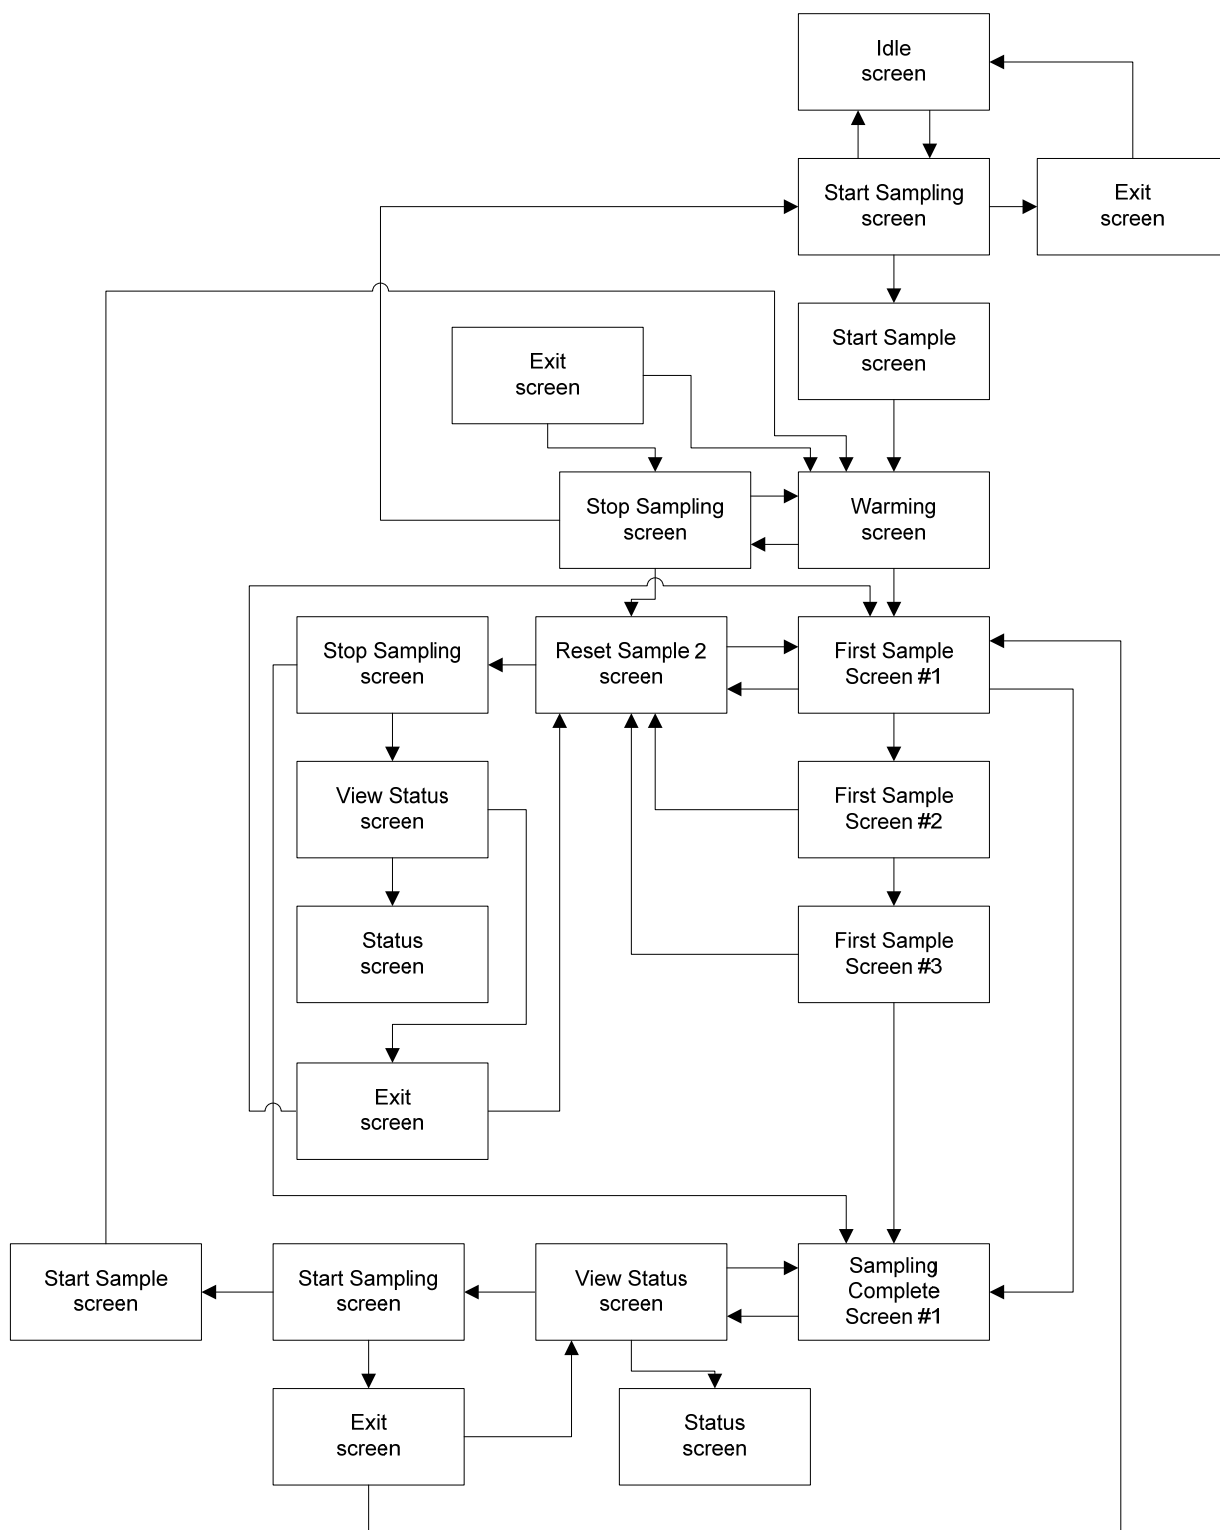 Idle
screen
Start Sampling
screen
Exit
screen
Start Sample
screen
Exit
screen
Stop Sampling
screen
Warming
screen
Stop Sampling
screen
Reset Sample 2
screen
First Sample
Screen #1
View Status
screen
First Sample
Screen #2
Status
screen
First Sample
Screen #3
Exit
screen
Start Sample
screen
Start Sampling
screen
View Status
screen
Sampling
Complete
Screen #1
Exit
screen
Status
screen